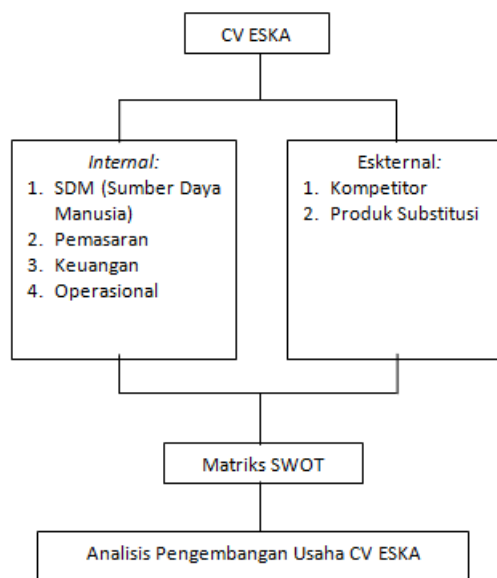 CV ESKA
Internal:
1. SDM (Sumber Daya
Manusia)
2. Pemasaran
3. Keuangan
4. Operasional
Eskternal:
1. Kompetitor
2. Produk Substitusi
Matriks SWOT
Analisis Pengembangan Usaha CV ESKA